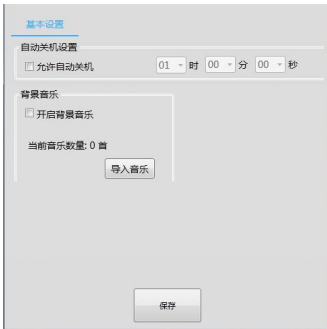 基本设置
自动关机设置
允许自动关机 01 时 00 分 00 秒
背景音乐
开启背景音乐
当前音乐数量: 0 首
导入音乐
保存